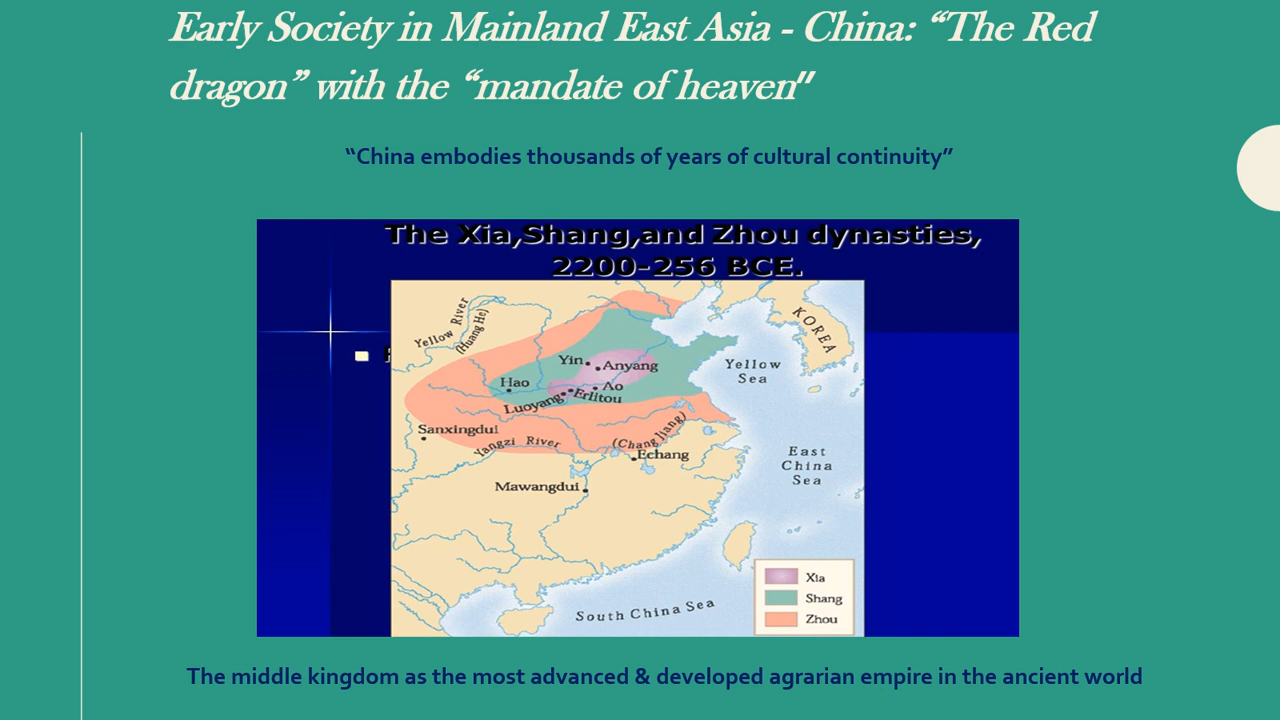 Early Society in Mainland East Asia - China: “The Red
dragon” with the “mandate of heaven”
“China embodies thousands of years of cultural continuity”
The Xia,Shang,and Zhou dynasties,
2200-256 BCE.
Yellow River
(Huang He)
KOREA
Yin
Anyang
Yellow
Sea
Hao
Ao
Luoyang
Erlitou
Sanxingdui
Yangzi River
(Chang Jiang)
Echang
East
China
Sea
Mawangdui
Xia
Shang
Zhou
South China Sea
The middle kingdom as the most advanced & developed agrarian empire in the ancient world